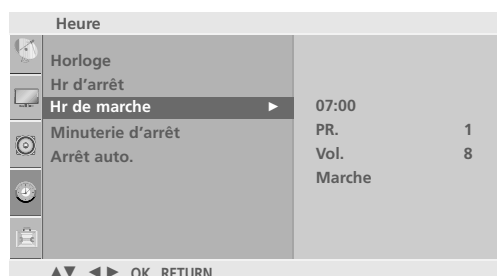 Heure
Horloge
Hr d'arrêt
Hr de marche ► 07:00
PR. 1
Minuterie d'arrêt
Vol. 8
Arrêt auto.
Marche
▲▼ ◄► OK RETURN